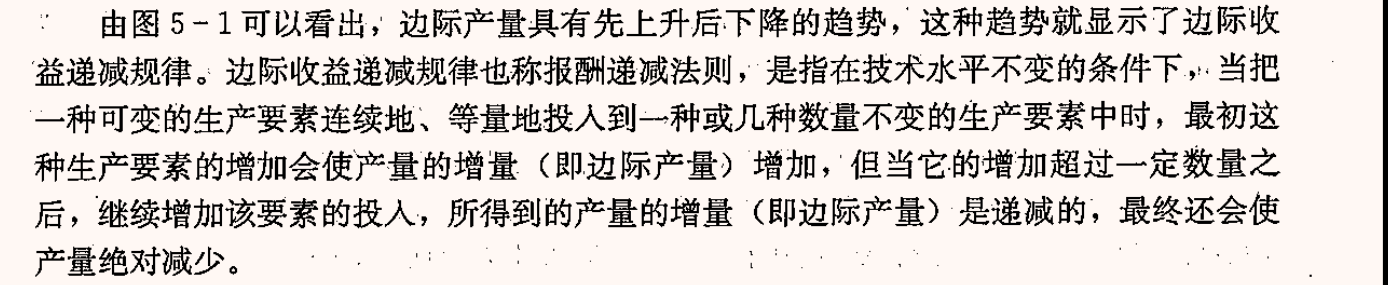 由图5-1可以看出，边际产量具有先上升后下降的趋势，这种趋势就显示了边际收
益递减规律。边际收益递减规律也称报酬递减法则，是指在技术水平不变的条件下，当把
一种可变的生产要素连续地、等量地投入到一种或几种数量不变的生产要素中时，最初这
种生产要素的增加会使产量的增量（即边际产量）增加，但当它的增加超过一定数量之
后，继续增加该要素的投入，所得到的产量的增量（即边际产量）是递减的，最终还会使
产量绝对减少。